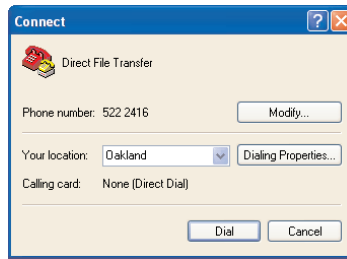 Connect
Direct File Transfer
Phone number: 522 2416 Modify...
Your location: Oakland Dialing Properties...
Calling card: None (Direct Dial)
Dial Cancel